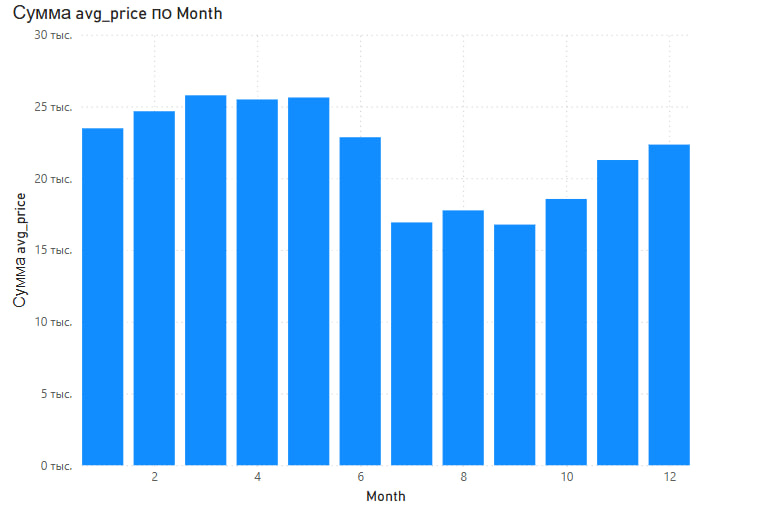 Сумма avg_price по Month
30 тыс.
25 тыс.
20 тыс.
15 тыс.
10 тыс.
5 тыс.
0 тыс.
Сумма avg_price
2 4 6 8 10 12
Month